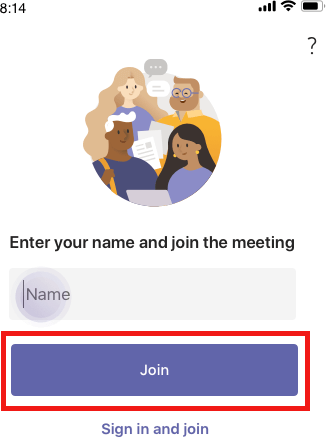 8:14
?
Enter your name and join the meeting
Name
Join
Sign in and join